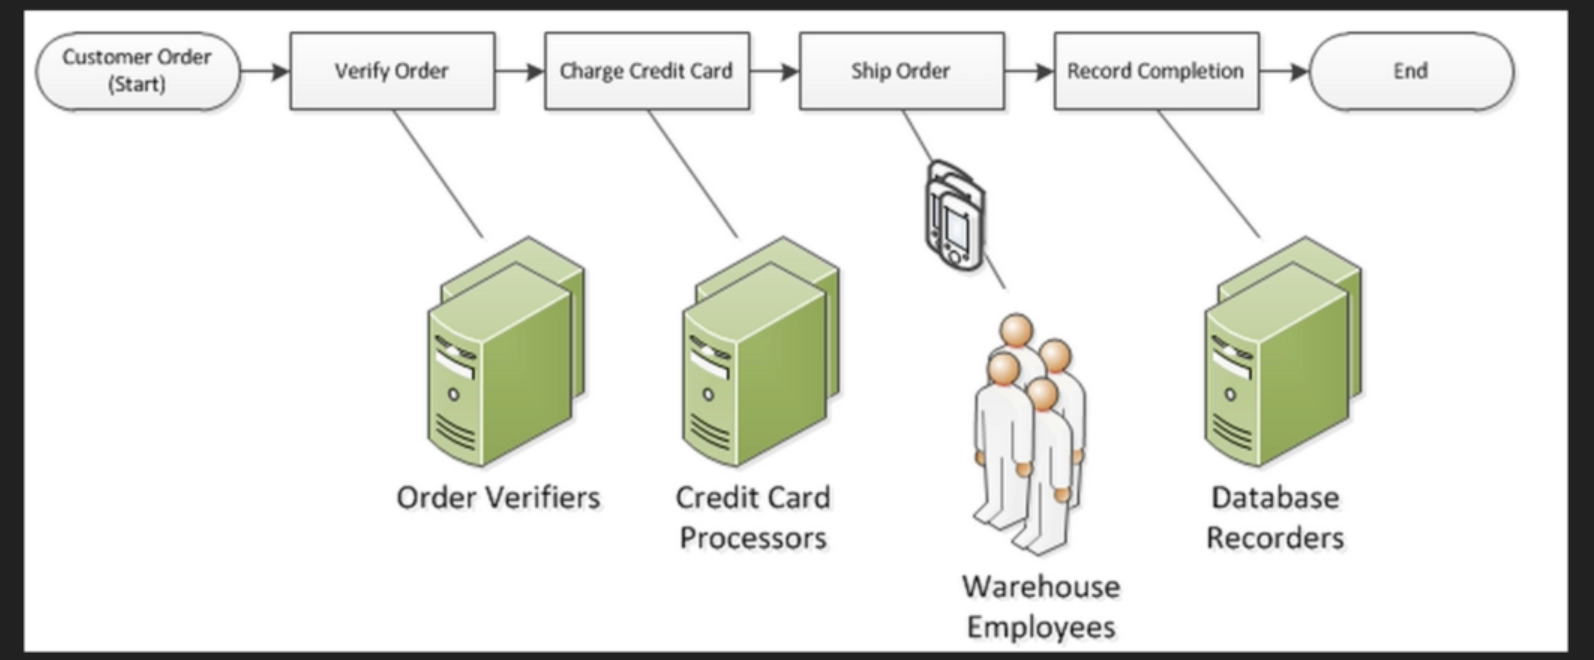 Customer Order
(Start)
Verify Order
Charge Credit Card
Ship Order
Record Completion
End
Order Verifiers
Credit Card
Processors
Warehouse
Employees
Database
Recorders